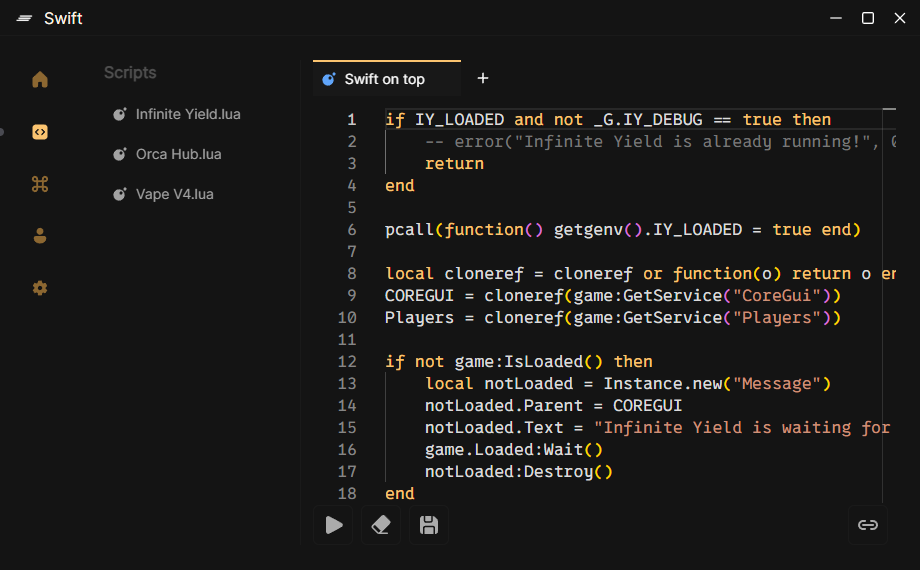 Swift
Scripts
Infinite Yield.lua
Orca Hub.lua
Vape V4.lua
Swift on top +
1 if IY_LOADED and not _G.IY_DEBUG == true then
2     -- error("Infinite Yield is already running!", 0
3     return
4 end
5
6 pcall(function() getgenv().IY_LOADED = true end)
7
8 local cloneref = cloneref or function(o) return o en
9 COREGUI = cloneref(game:GetService("CoreGui"))
10 Players = cloneref(game:GetService("Players"))
11
12 if not game:IsLoaded() then
13     local notLoaded = Instance.new("Message")
14     notLoaded.Parent = COREGUI
15     notLoaded.Text = "Infinite Yield is waiting for
16     game.Loaded:Wait()
17     notLoaded:Destroy()
18 end